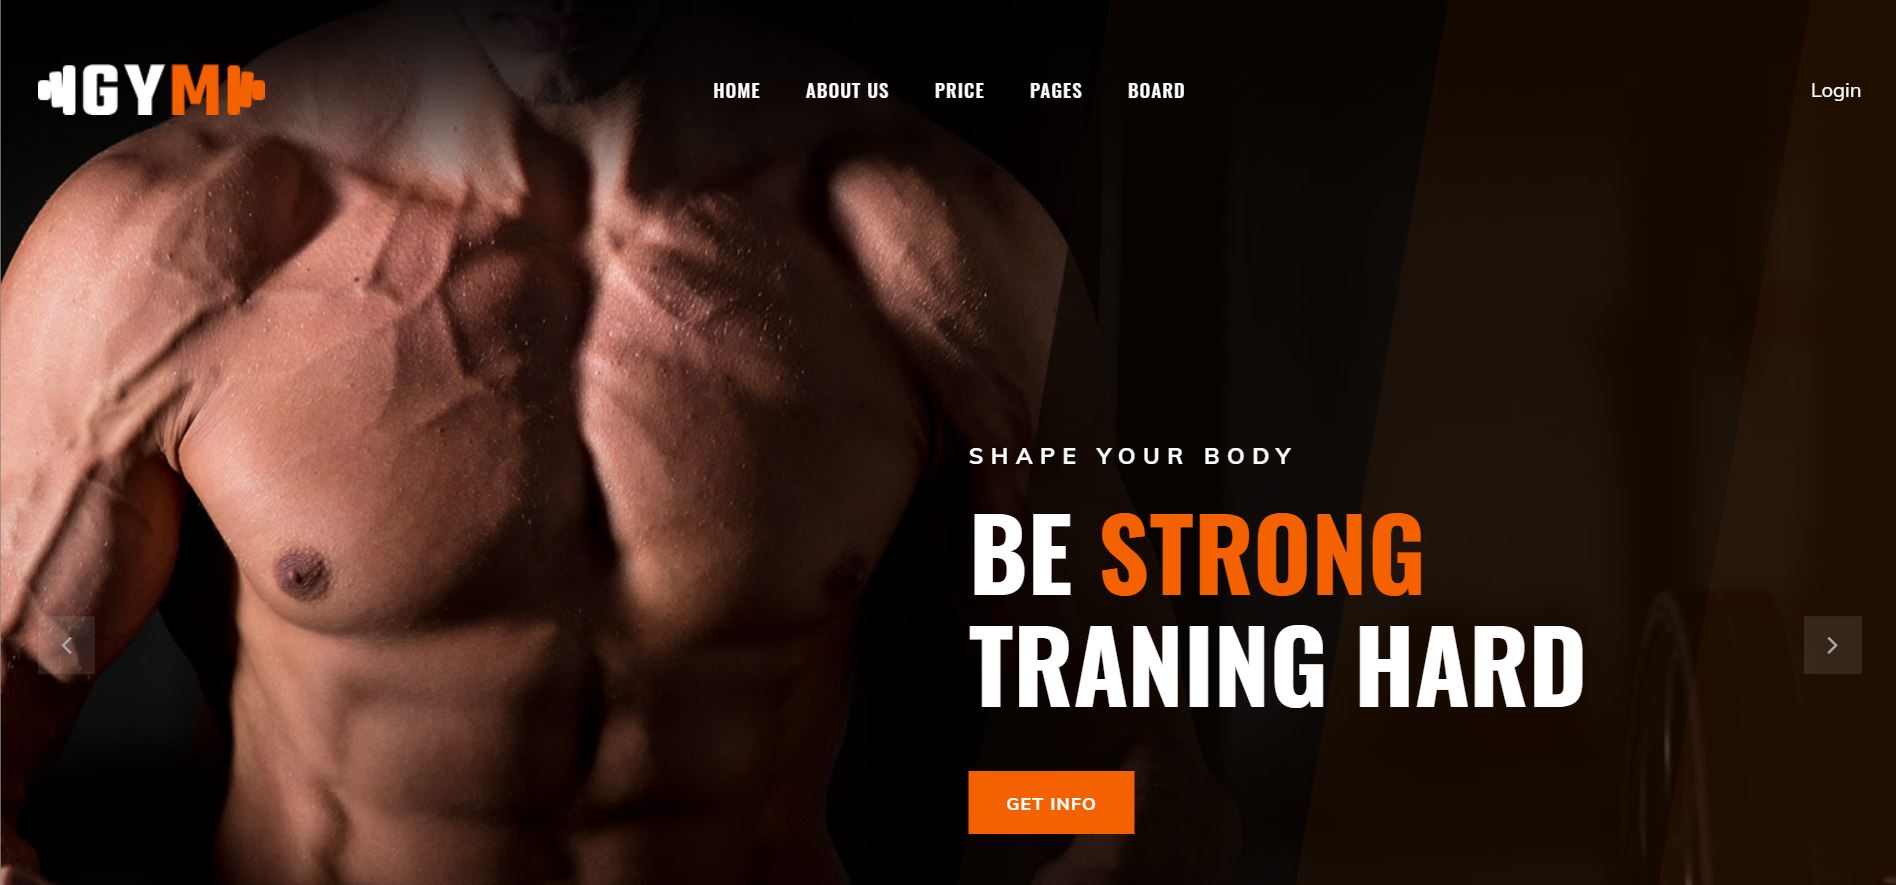 GYM
HOME ABOUT US PRICE PAGES BOARD
Login
SHAPE YOUR BODY
BE STRONG
TRANING HARD
GET INFO